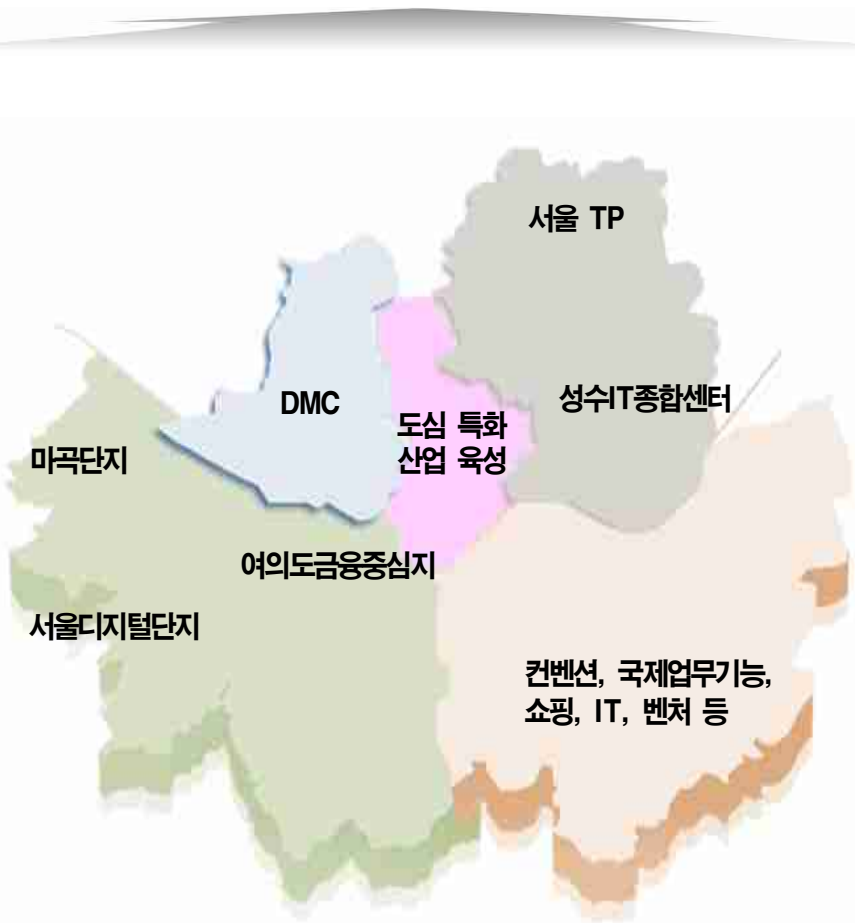 서울 TP
DMC
성수IT종합센터
도심 특화
산업 육성
마곡단지
여의도금융중심지
서울디지털단지
컨벤션, 국제업무기능,
쇼핑, IT, 벤처 등